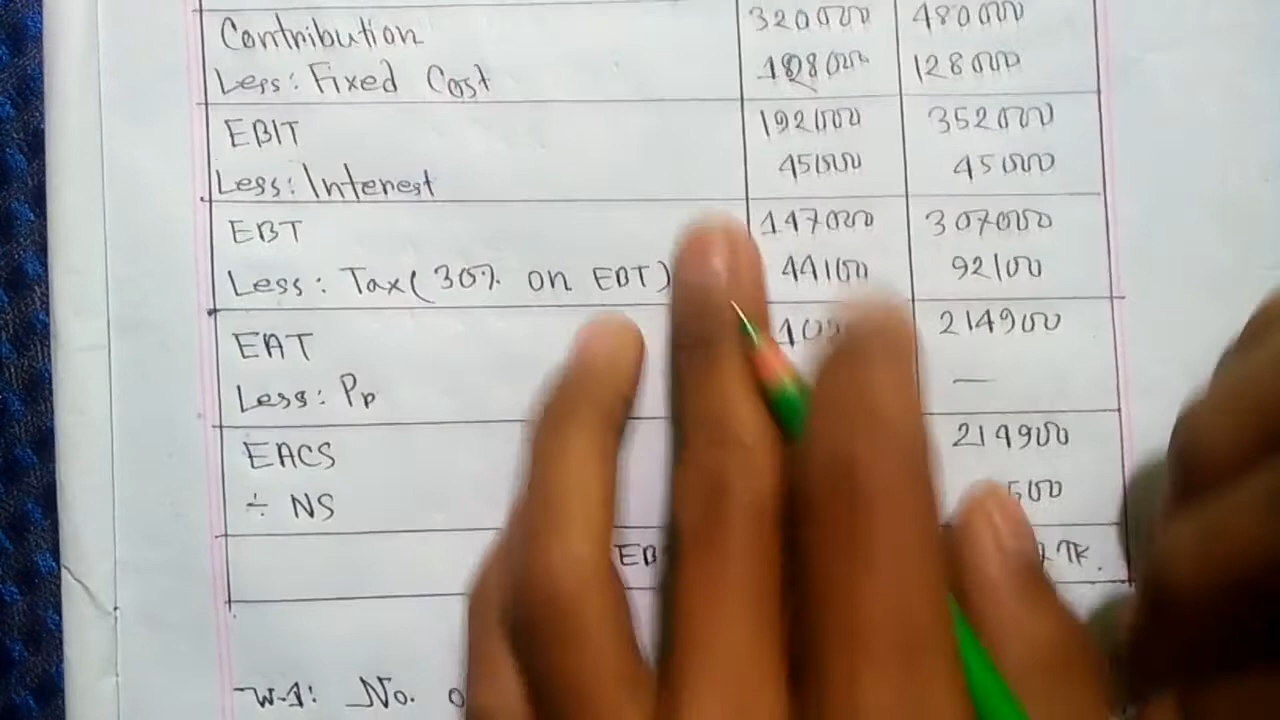 Contribution 320000 480000
Less: Fixed Cost 128000 128000
EBIT 192000 352000
Less: Interest 45000 45000
EBT 147000 307000
Less: Tax (30% on EBT) 44100 92100
EAT 214900
Less: Pp —
EACS 214900
÷ NS
TK.
W-1: No.